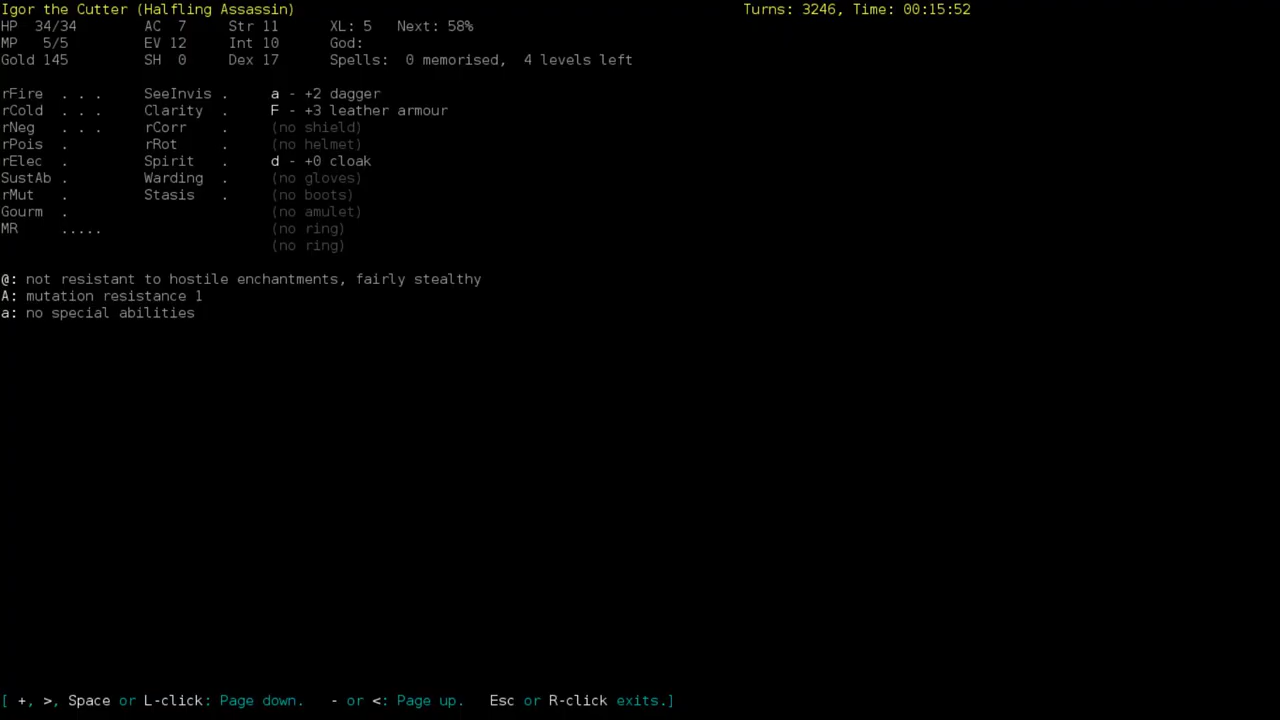 Igor the Cutter (Halfling Assassin) Turns: 3246, Time: 00:15:52
HP 34/34 AC 7 Str 11 XL: 5 Next: 58%
MP 5/5 EV 12 Int 10 God:
Gold 145 SH 0 Dex 17 Spells: 0 memorised, 4 levels left
rFire . . . SeeInvis . a - +2 dagger
rCold . . . Clarity . F - +3 leather armour
rNeg . . . rCorr . (no shield)
rPois . rRot . (no helmet)
rElec . Spirit . d - +0 cloak
SustAb . Warding . (no gloves)
rMut . Stasis . (no boots)
Gourm . (no amulet)
MR ..... (no ring)
(no ring)
@: not resistant to hostile enchantments, fairly stealthy
A: mutation resistance 1
a: no special abilities
[ +, >, Space or L-click: Page down. - or <: Page up. Esc or R-click exits.]